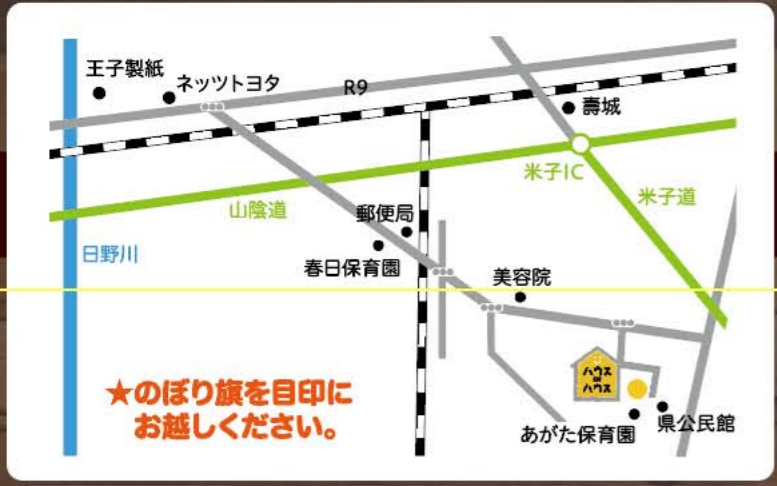 王子製紙
ネッツトヨタ
R9
壽城
米子IC
山陰道
米子道
郵便局
日野川
春日保育園
美容院
★のぼり旗を目印に
お越しください。
ハウス
in
ハウス
あがた保育園
県公民館